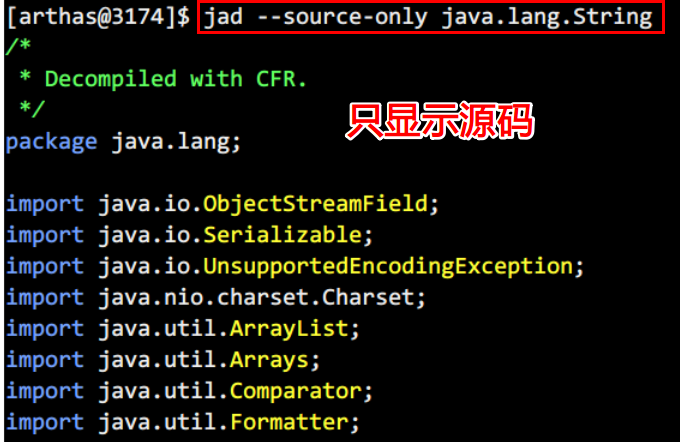 [arthas@3174]$ jad --source-only java.lang.String
/*
 * Decompiled with CFR.
 */
只显示源码
package java.lang;
import java.io.ObjectStreamField;
import java.io.Serializable;
import java.io.UnsupportedEncodingException;
import java.nio.charset.Charset;
import java.util.ArrayList;
import java.util.Arrays;
import java.util.Comparator;
import java.util.Formatter;